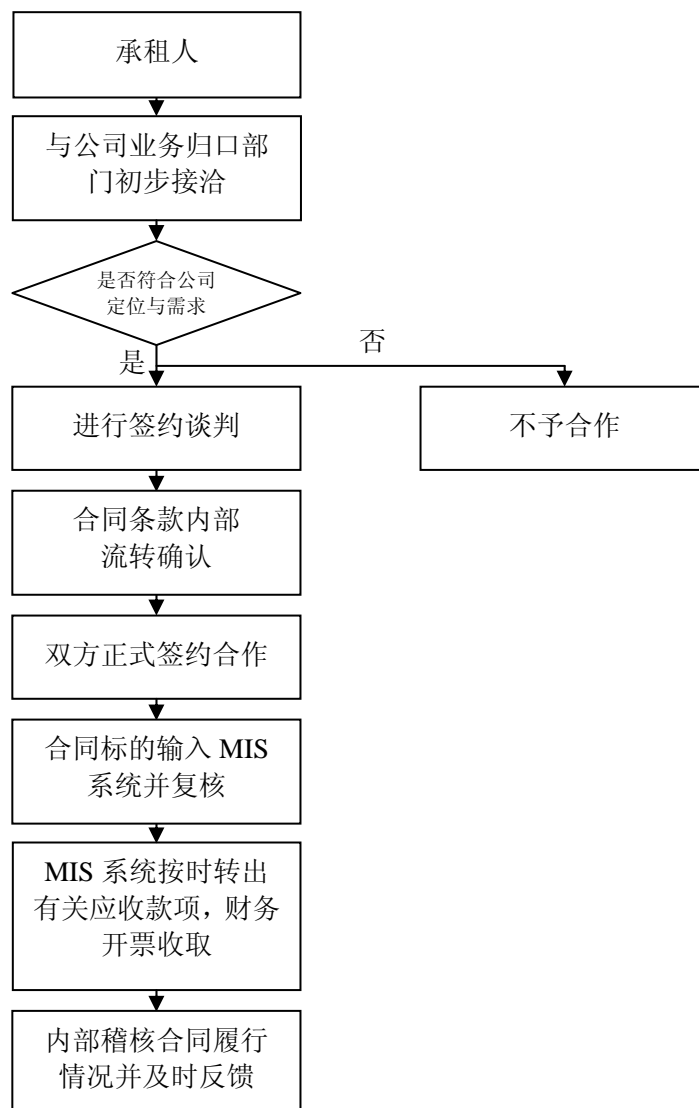 承租人
与公司业务归口部
门初步接洽
是否符合公司
定位与需求
是
否
进行签约谈判
不予合作
合同条款内部
流转确认
双方正式签约合作
合同标的输入 MIS
系统并复核
MIS 系统按时转出
有关应收款项，财务
开票收取
内部稽核合同履行
情况并及时反馈